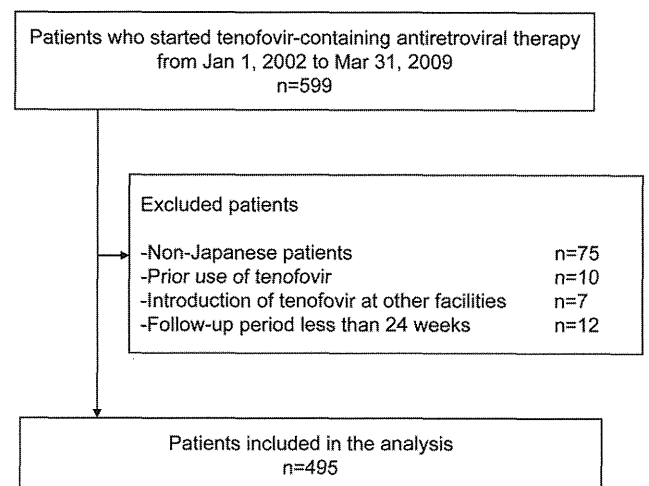 Patients who started tenofovir-containing antiretroviral therapy
from Jan 1, 2002 to Mar 31, 2009
n=599
Excluded patients
-Non-Japanese patients n=75
-Prior use of tenofovir n=10
-Introduction of tenofovir at other facilities n=7
-Follow-up period less than 24 weeks n=12
Patients included in the analysis
n=495